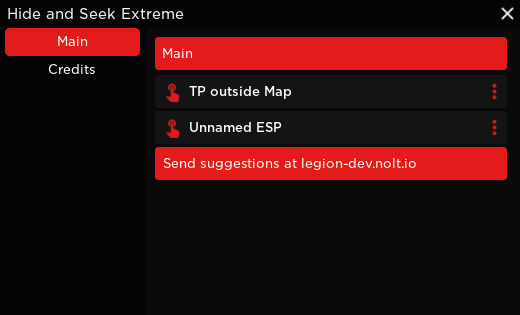 Hide and Seek Extreme
Main
Credits
Main
TP outside Map
Unnamed ESP
Send suggestions at legion-dev.nolt.io